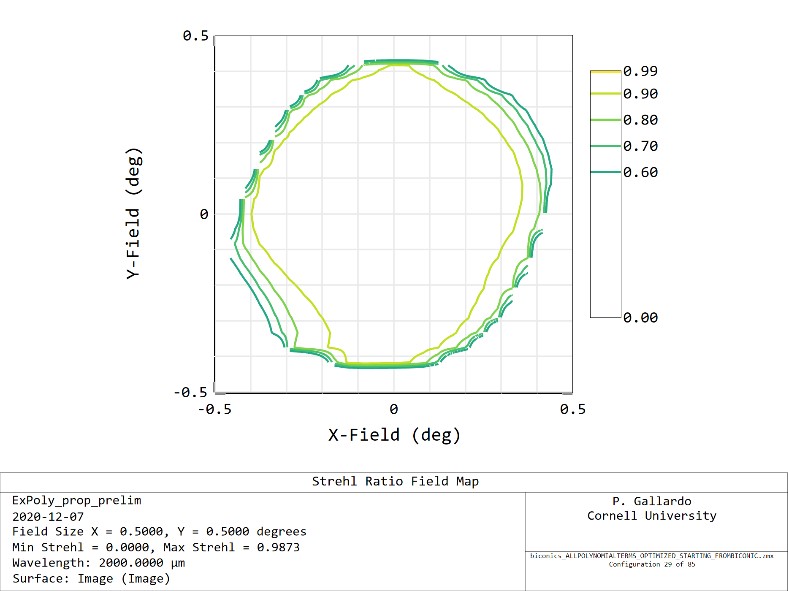 0.5
0
-0.5
Y-Field (deg)
-0.5
0
0.5
X-Field (deg)
0.99
0.90
0.80
0.70
0.60
0.00
Strehl Ratio Field Map
ExPoly_prop_prelim
2020-12-07
Field Size X = 0.5000, Y = 0.5000 degrees
Min Strehl = 0.0000, Max Strehl = 0.9873
Wavelength: 2000.0000 µm
Surface: Image (Image)
P. Gallardo
Cornell University
biconics_ALLPOLYNOMIALTERMS_OPTIMIZED_STARTING_FROMBICONIC.zmx
Configuration 29 of 85